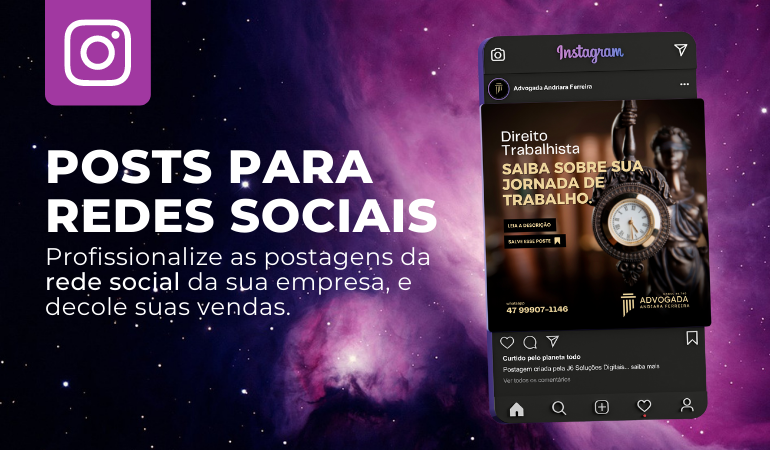 POSTS PARA
REDES SOCIAIS
Profissionalize as postagens da
rede social da sua empresa, e
decole suas vendas.
Instagram
Advogada Andriara Ferreira
Direito
Trabalhista
SAIBA SOBRE SUA
JORNADA DE
TRABALHO.
LEIA A DESCRIÇÃO
SALVE ESSE POSTE
whatsapp
47 99907-1146
ADVOGADA
ANDRIARA FERREIRA
Curtido pelo planeta todo
Postagem criada pela J6 Soluções Digitais... saiba mais
Ver todos os comentários